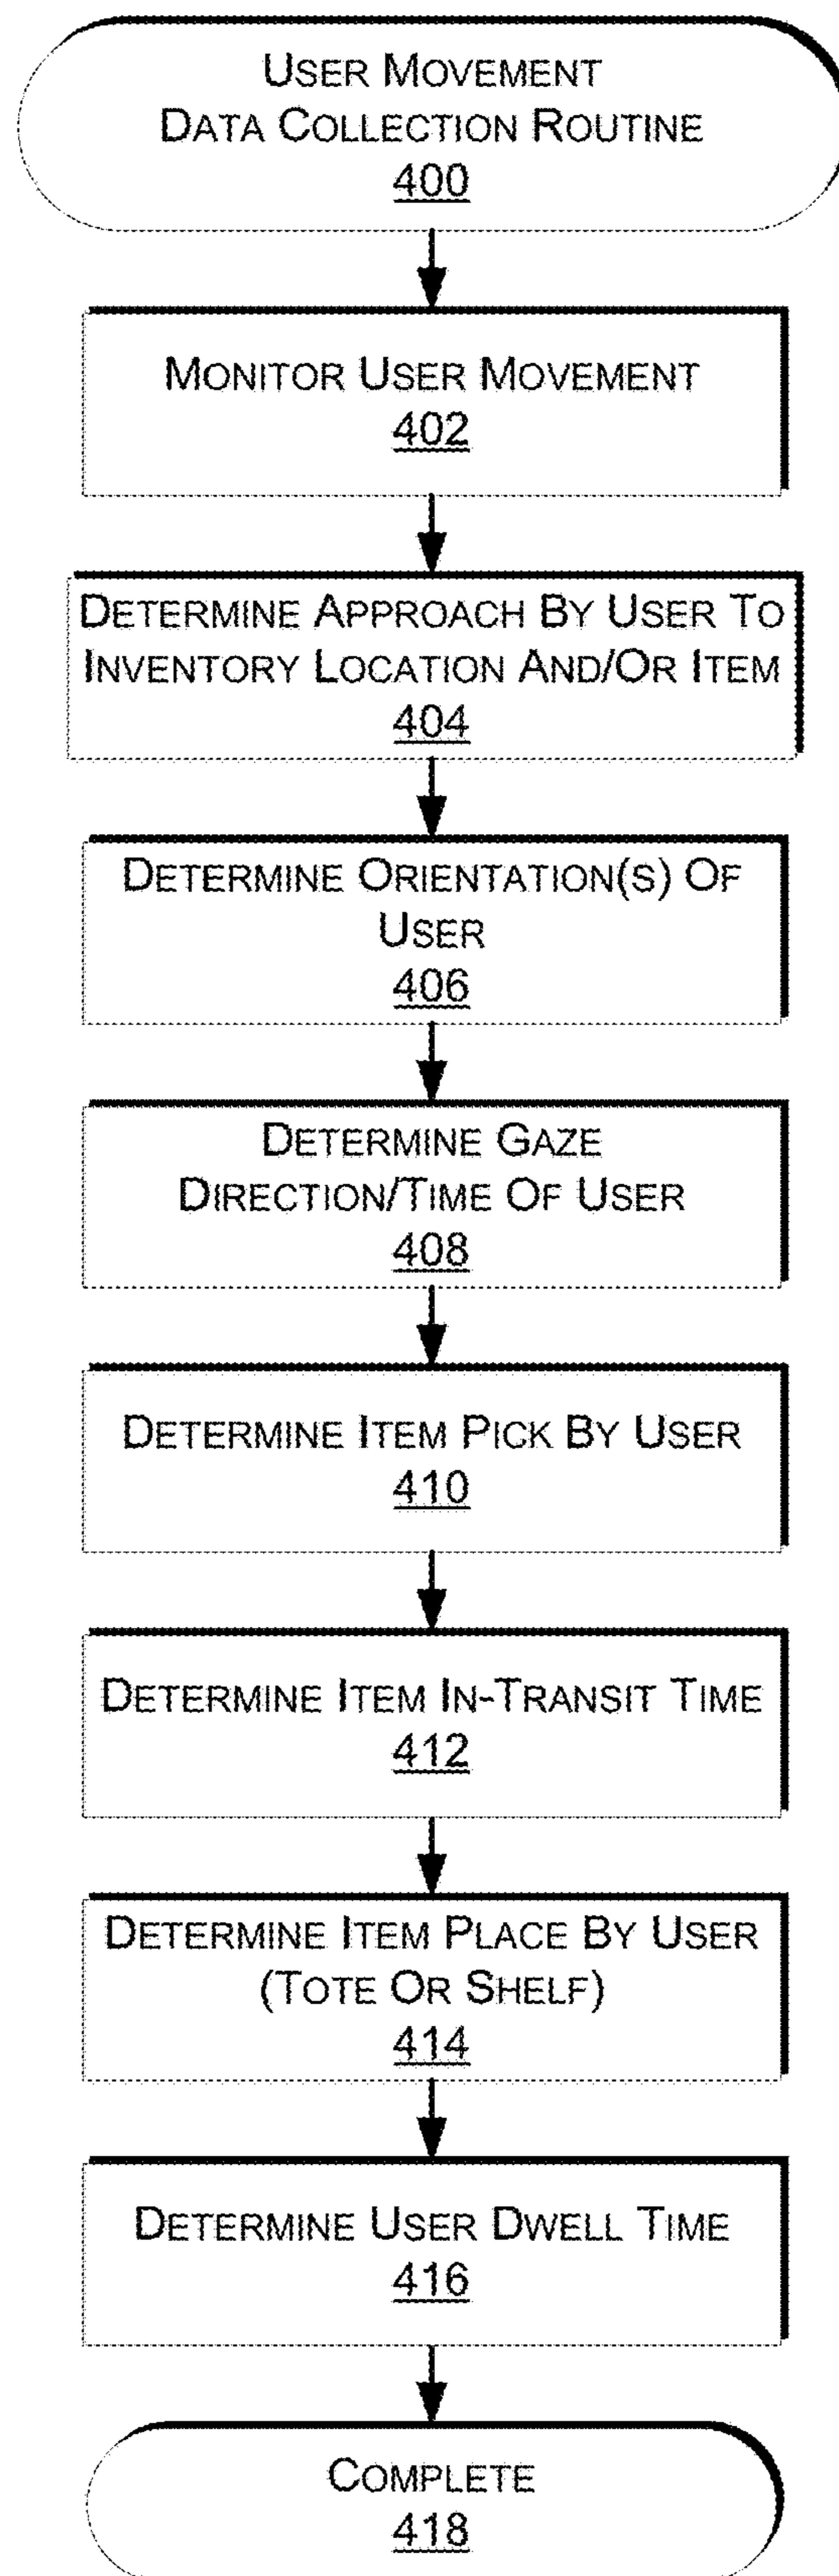 USER MOVEMENT
DATA COLLECTION ROUTINE
400
MONITOR USER MOVEMENT
402
DETERMINE APPROACH BY USER TO
INVENTORY LOCATION AND/OR ITEM
404
DETERMINE ORIENTATION(S) OF
USER
406
DETERMINE GAZE
DIRECTION/TIME OF USER
408
DETERMINE ITEM PICK BY USER
410
DETERMINE ITEM IN-TRANSIT TIME
412
DETERMINE ITEM PLACE BY USER
(TOTE OR SHELF)
414
DETERMINE USER DWELL TIME
416
COMPLETE
418